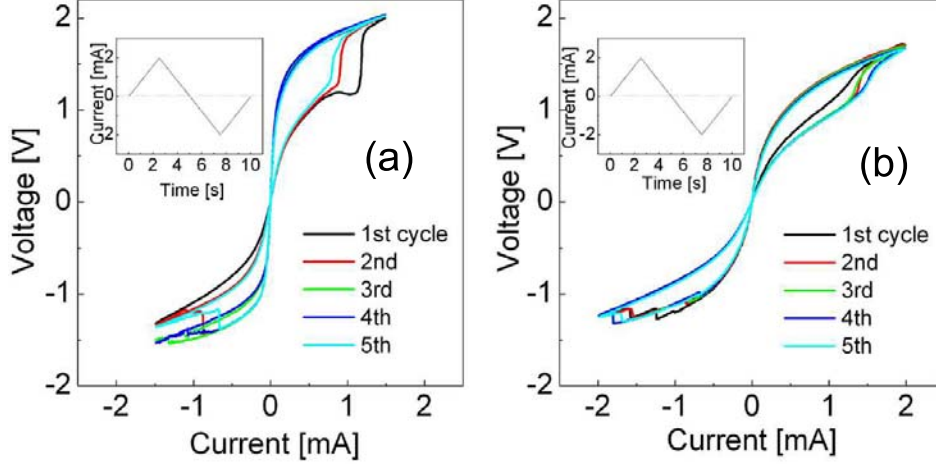 2
1
0
-1
-2
Voltage [V]
-2
-1
0
1
2
Current [mA]
(a)
Current [mA]
2
0
-2
0
2
4
6
8
10
Time [s]
1st cycle
2nd
3rd
4th
5th
2
1
0
-1
-2
Voltage [V]
-2
-1
0
1
2
Current [mA]
(b)
Current [mA]
2
0
-2
0
2
4
6
8
10
Time [s]
1st cycle
2nd
3rd
4th
5th